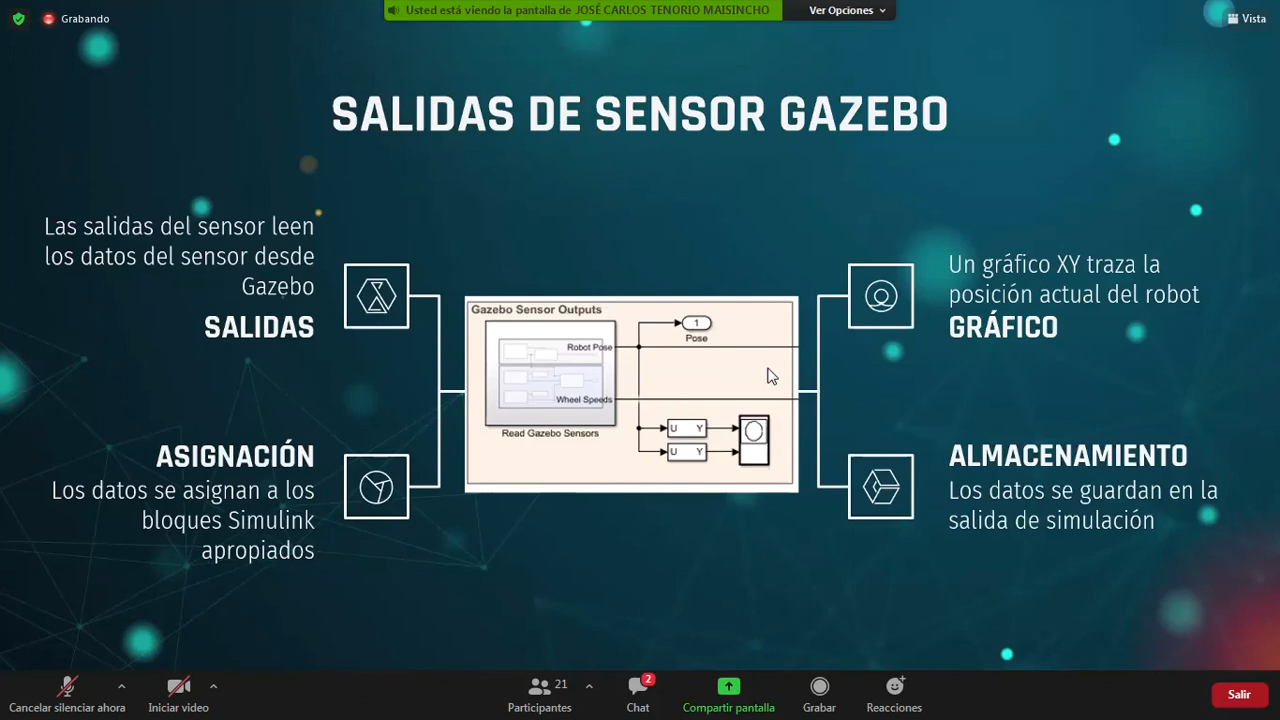 Grabando
Usted está viendo la pantalla de JOSÉ CARLOS TENORIO MAISINCHO
Ver Opciones
Vista
SALIDAS DE SENSOR GAZEBO
Las salidas del sensor leen
los datos del sensor desde
Gazebo
SALIDAS
ASIGNACIÓN
Los datos se asignan a los
bloques Simulink
apropiados
Gazebo Sensor Outputs
Robot Pose
Wheel Speeds
Read Gazebo Sensors
1
Pose
U Y
U Y
Un gráfico XY traza la
posición actual del robot
GRÁFICO
ALMACENAMIENTO
Los datos se guardan en la
salida de simulación
Cancelar silenciar ahora
Iniciar video
21
Participantes
2
Chat
Compartir pantalla
Grabar
Reacciones
Salir